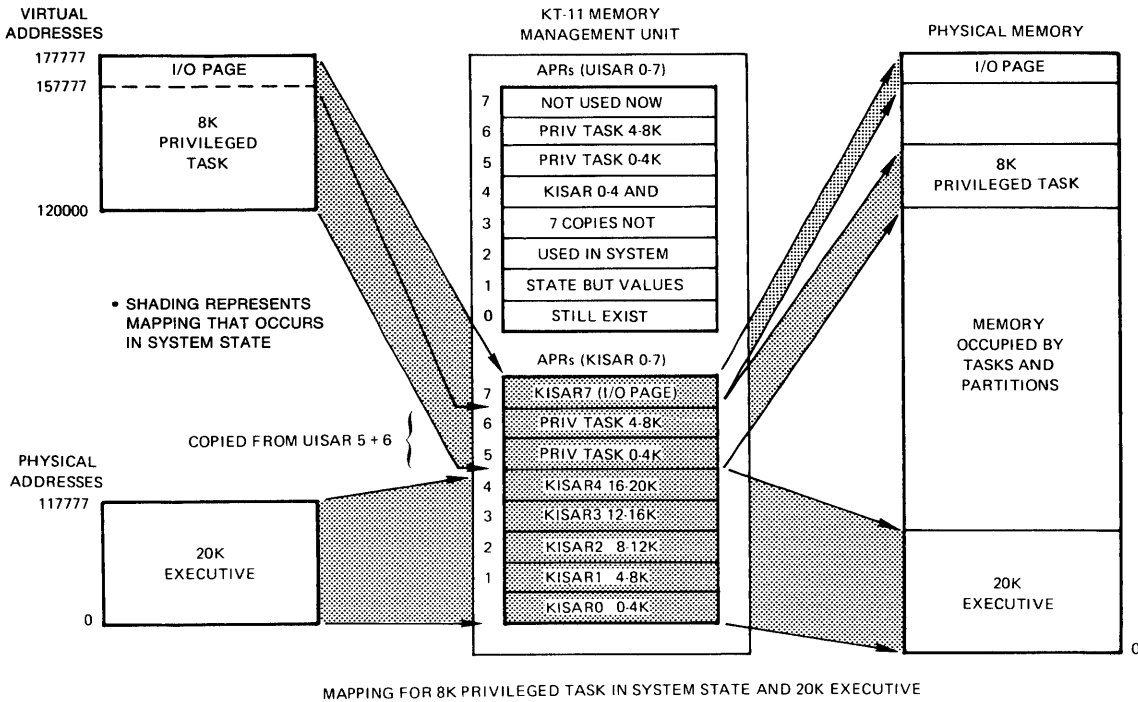 VIRTUAL
ADDRESSES
177777
157777
120000
I/O PAGE
8K
PRIVILEGED
TASK
• SHADING REPRESENTS
MAPPING THAT OCCURS
IN SYSTEM STATE
COPIED FROM UISAR 5 + 6
PHYSICAL
ADDRESSES
117777
0
20K
EXECUTIVE
KT-11 MEMORY
MANAGEMENT UNIT
APRs (UISAR 0-7)
7 NOT USED NOW
6 PRIV TASK 4-8K
5 PRIV TASK 0-4K
4 KISAR 0-4 AND
3 7 COPIES NOT
2 USED IN SYSTEM
1 STATE BUT VALUES
0 STILL EXIST
APRs (KISAR 0-7)
7 KISAR7 (I/O PAGE)
6 PRIV TASK 4-8K
5 PRIV TASK 0-4K
4 KISAR4 16-20K
3 KISAR3 12-16K
2 KISAR2 8-12K
1 KISAR1 4-8K
KISAR0 0-4K
PHYSICAL MEMORY
I/O PAGE
8K
PRIVILEGED TASK
MEMORY
OCCUPIED BY
TASKS AND
PARTITIONS
20K
EXECUTIVE
0
MAPPING FOR 8K PRIVILEGED TASK IN SYSTEM STATE AND 20K EXECUTIVE